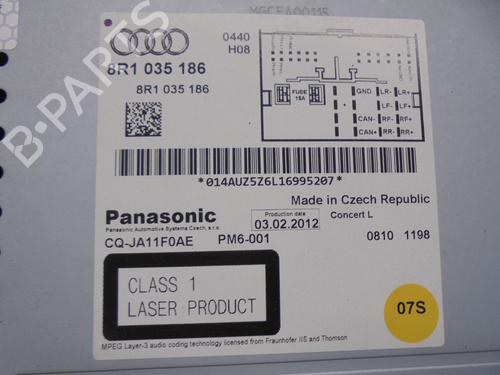 MGCFA00115
0440
H08
8R1 035 186
8R1 035 186
FUSE
15A
+
GND LR- LR+
CAN- LF- LF+
CAN- RF- RF+
CAN+ RR- RR+
*014AUZ5Z6L16995207*
Made in Czech Republic
Panasonic
Panasonic Automotive Systems Czech, s.r.o.
Production date
03.02.2012
Concert L
CQ-JA11F0AE PM6-001
0810 1198
CLASS 1
LASER PRODUCT
07S
MPEG Layer-3 audio coding technology licensed from Fraunhofer IIS and Thomson
B-PARTS